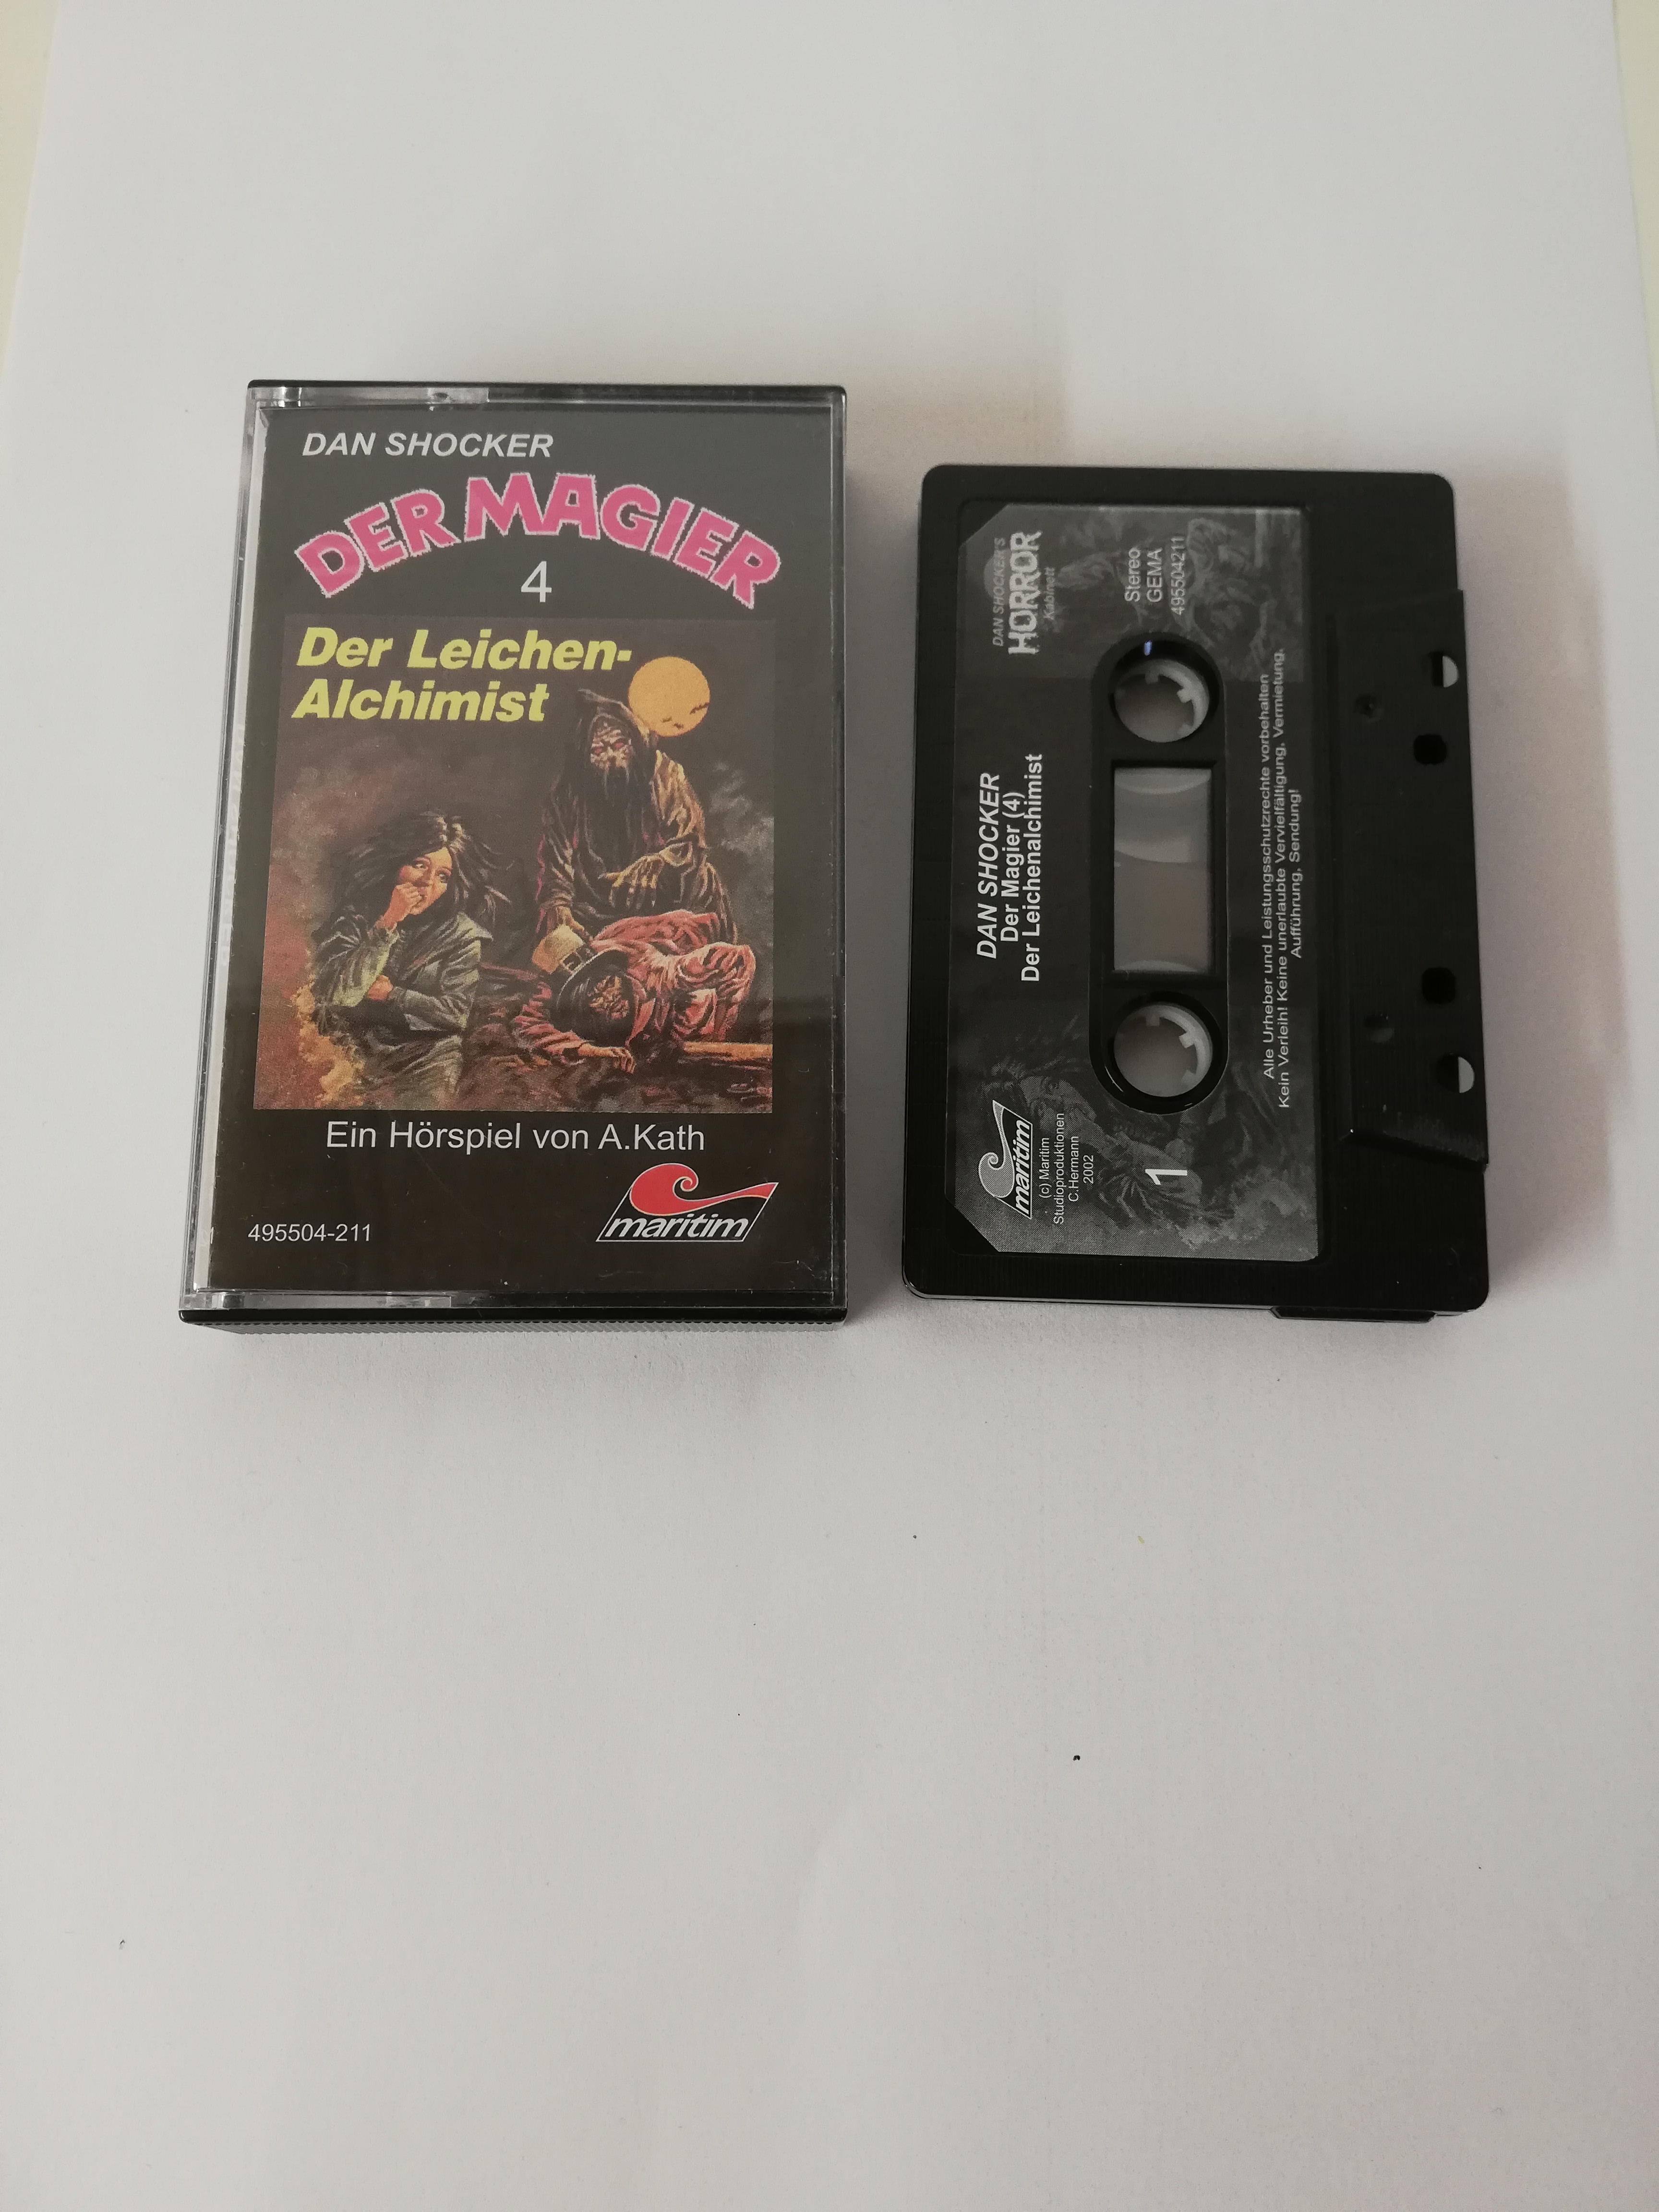 DAN SHOCKER
DER MAGIER
4
Der Leichen-
Alchimist
Ein Hörspiel von A.Kath
maritim
495504-211
DAN SHOCKER'S
HORROR
Kabinett
Stereo
GEMA
495504211
DAN SHOCKER
Der Magier (4)
Der Leichenalchimist
maritim
(c) Maritim
Studioproduktionen
C.Hermann
2002
1
Alle Urheber und Leistungsschutzrechte vorbehalten
Kein Verleih! Keine unerlaubte Vervielfältigung, Vermietung,
Aufführung, Sendung!